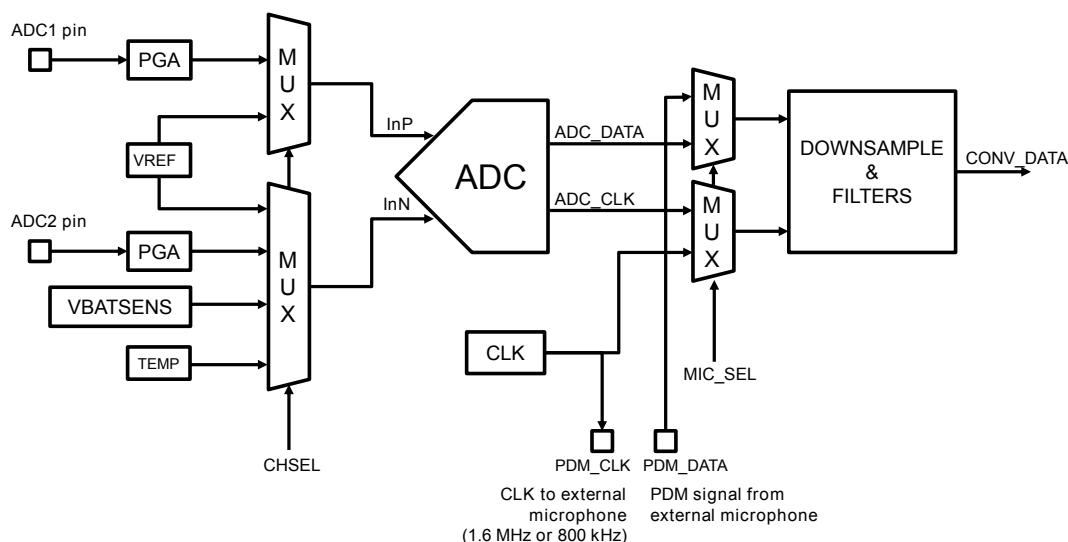 ADC1 pin
PGA
M
U
X
VREF
InP
ADC
InN
ADC_DATA
ADC_CLK
M
U
X
M
U
X
DOWNSAMPLE
&
FILTERS
CONV_DATA
ADC2 pin
PGA
M
U
X
VBATSENS
TEMP
CLK
MIC_SEL
CHSEL
PDM_CLK
PDM_DATA
CLK to external
microphone
(1.6 MHz or 800 kHz)
PDM signal from
external microphone